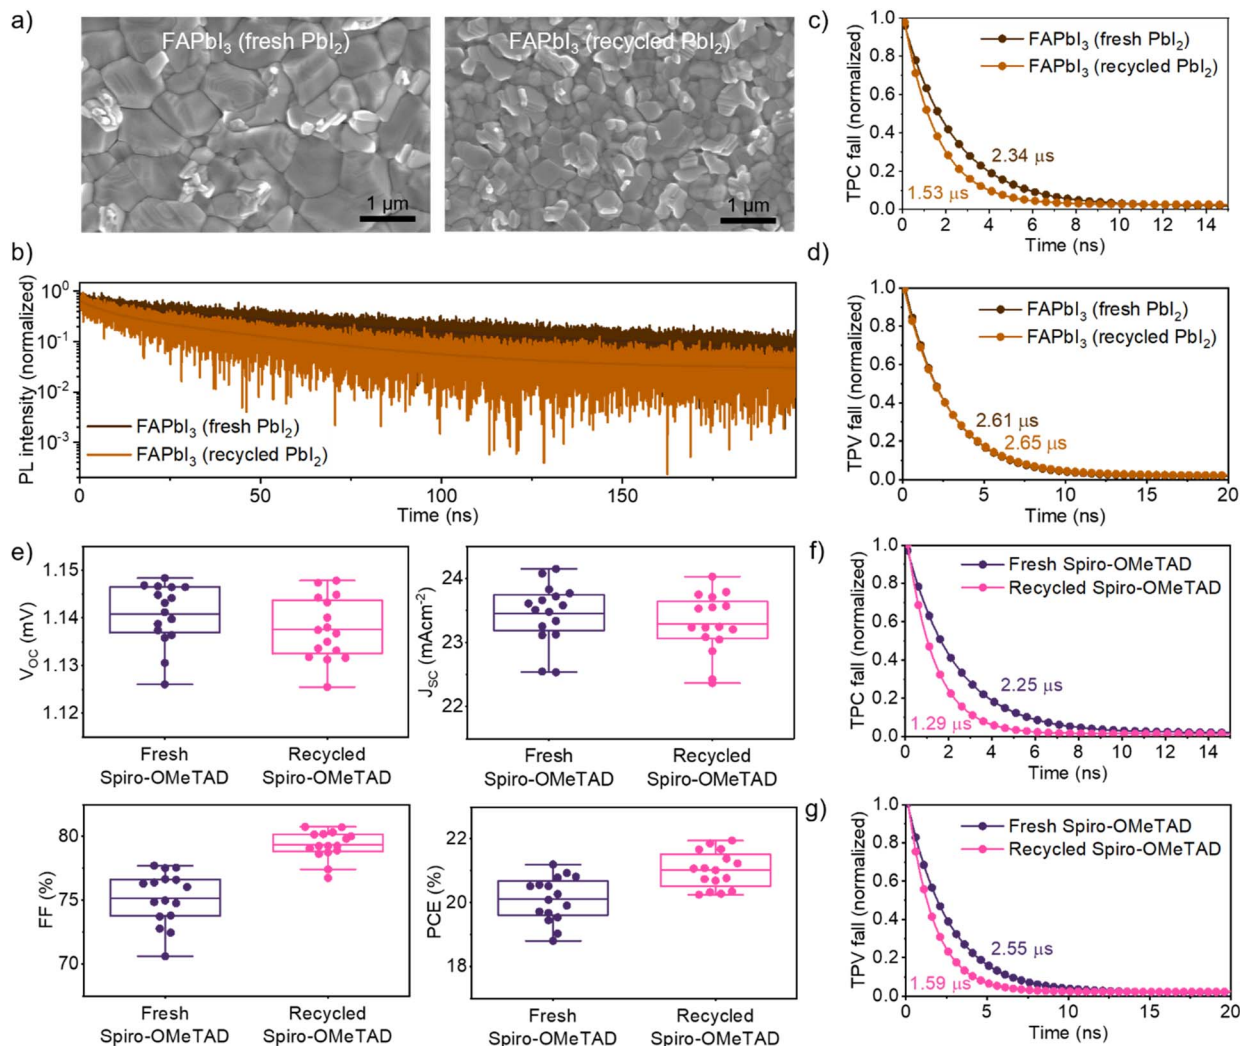 a)
FAPbI₃ (fresh PbI₂)
1 µm
FAPbI₃ (recycled PbI₂)
1 µm
c)
TPC fall (normalized)
1.0
0.8
0.6
0.4
0.2
0.0
FAPbI₃ (fresh PbI₂)
FAPbI₃ (recycled PbI₂)
2.34 µs
1.53 µs
0 2 4 6 8 10 12 14
Time (ns)
b)
PL intensity (normalized)
10⁰
10⁻¹
10⁻²
10⁻³
FAPbI₃ (fresh PbI₂)
FAPbI₃ (recycled PbI₂)
0 50 100 150
Time (ns)
d)
TPV fall (normalized)
1.0
0.8
0.6
0.4
0.2
0.0
FAPbI₃ (fresh PbI₂)
FAPbI₃ (recycled PbI₂)
2.61 µs
2.65 µs
0 5 10 15 20
Time (ns)
e)
V_OC (mV)
1.15
1.14
1.13
1.12
Fresh
Spiro-OMeTAD
Recycled
Spiro-OMeTAD
J_SC (mAcm⁻²)
24
23
22
Fresh
Spiro-OMeTAD
Recycled
Spiro-OMeTAD
f)
TPC fall (normalized)
1.0
0.8
0.6
0.4
0.2
0.0
Fresh Spiro-OMeTAD
Recycled Spiro-OMeTAD
2.25 µs
1.29 µs
0 2 4 6 8 10 12 14
Time (ns)
FF (%)
80
75
70
Fresh
Spiro-OMeTAD
Recycled
Spiro-OMeTAD
PCE (%)
22
20
18
16
Fresh
Spiro-OMeTAD
Recycled
Spiro-OMeTAD
g)
TPV fall (normalized)
1.0
0.8
0.6
0.4
0.2
0.0
Fresh Spiro-OMeTAD
Recycled Spiro-OMeTAD
2.55 µs
1.59 µs
0 5 10 15 20
Time (ns)